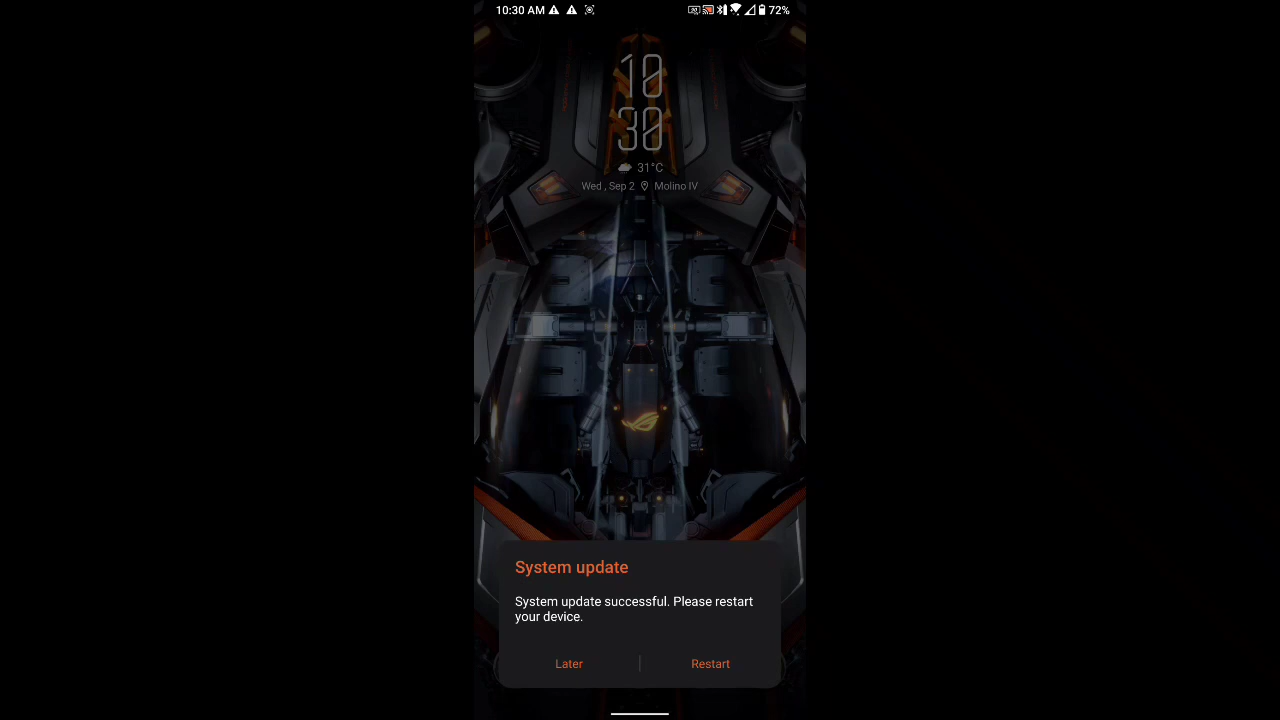 10:30 AM
72%
10
30
31°C
Wed , Sep 2 Molino IV
System update
System update successful. Please restart
your device.
Later
Restart